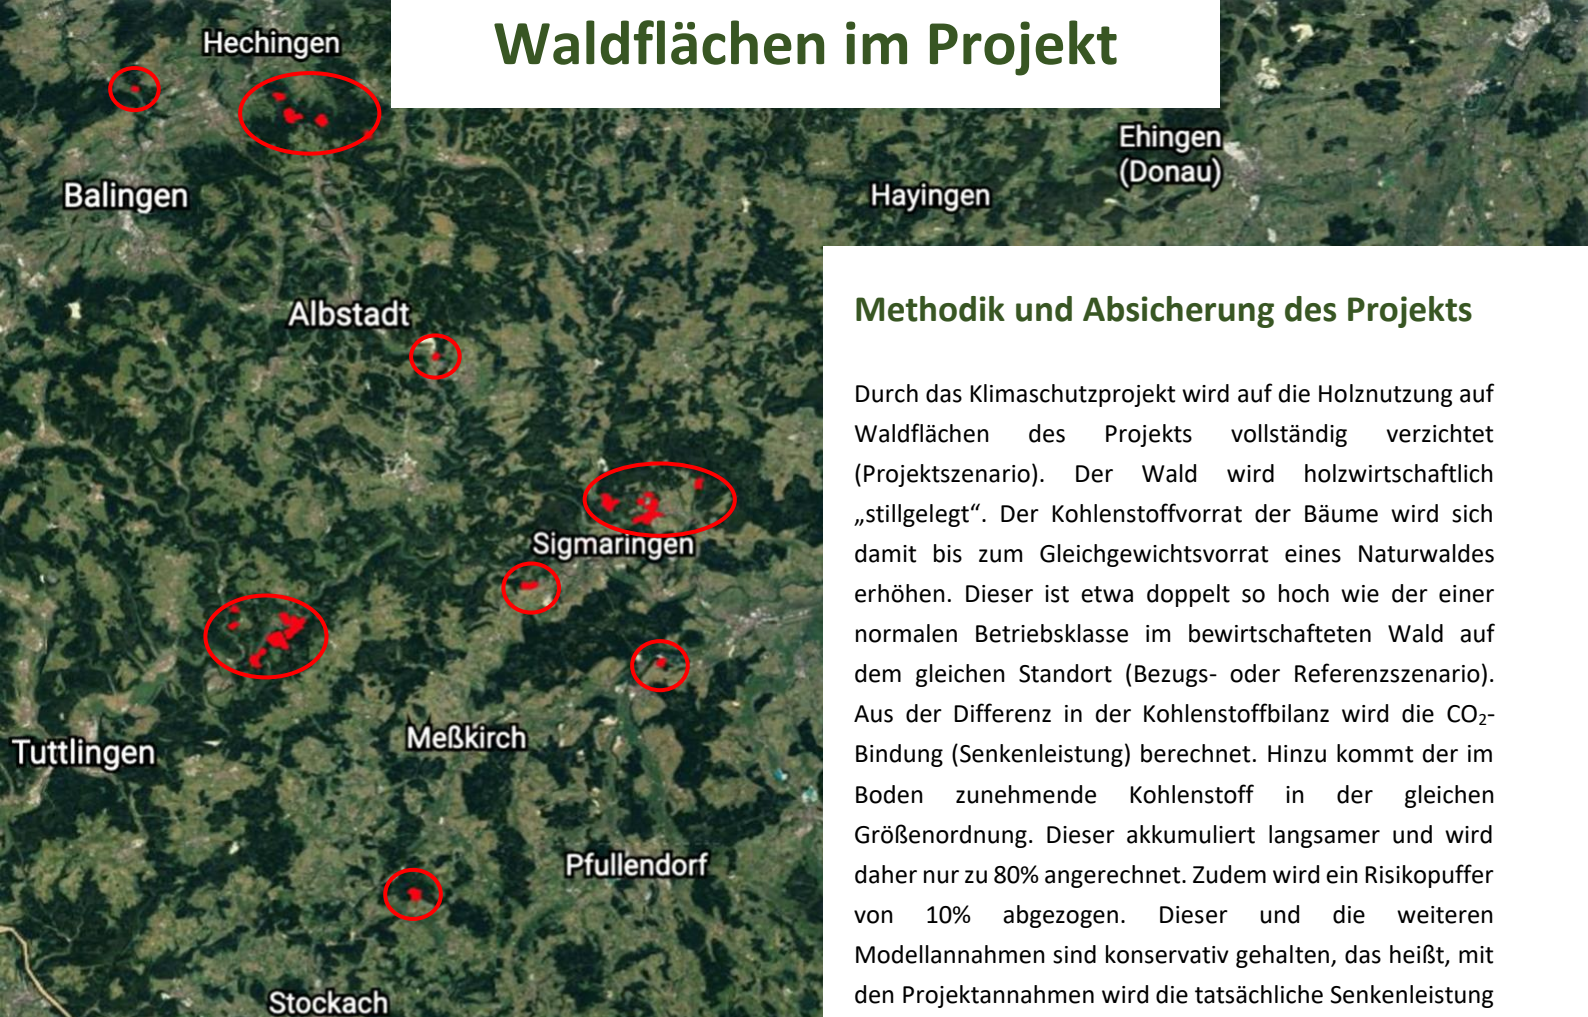 Waldflächen im Projekt
Hechingen
Ehingen
(Donau)
Balingen
Hayingen
Albstadt
Sigmaringen
Meßkirch
Tuttlingen
Pfullendorf
Stockach
Methodik und Absicherung des Projekts
Durch das Klimaschutzprojekt wird auf die Holznutzung auf
Waldflächen des Projekts vollständig verzichtet
(Projektszenario). Der Wald wird holzwirtschaftlich
„stillgelegt“. Der Kohlenstoffvorrat der Bäume wird sich
damit bis zum Gleichgewichtsvorrat eines Naturwaldes
erhöhen. Dieser ist etwa doppelt so hoch wie der einer
normalen Betriebsklasse im bewirtschafteten Wald auf
dem gleichen Standort (Bezugs- oder Referenzszenario).
Aus der Differenz in der Kohlenstoffbilanz wird die CO₂-
Bindung (Senkenleistung) berechnet. Hinzu kommt der im
Boden zunehmende Kohlenstoff in der gleichen
Größenordnung. Dieser akkumuliert langsamer und wird
daher nur zu 80% angerechnet. Zudem wird ein Risikopuffer
von 10% abgezogen. Dieser und die weiteren
Modellannahmen sind konservativ gehalten, das heißt, mit
den Projektannahmen wird die tatsächliche Senkenleistung